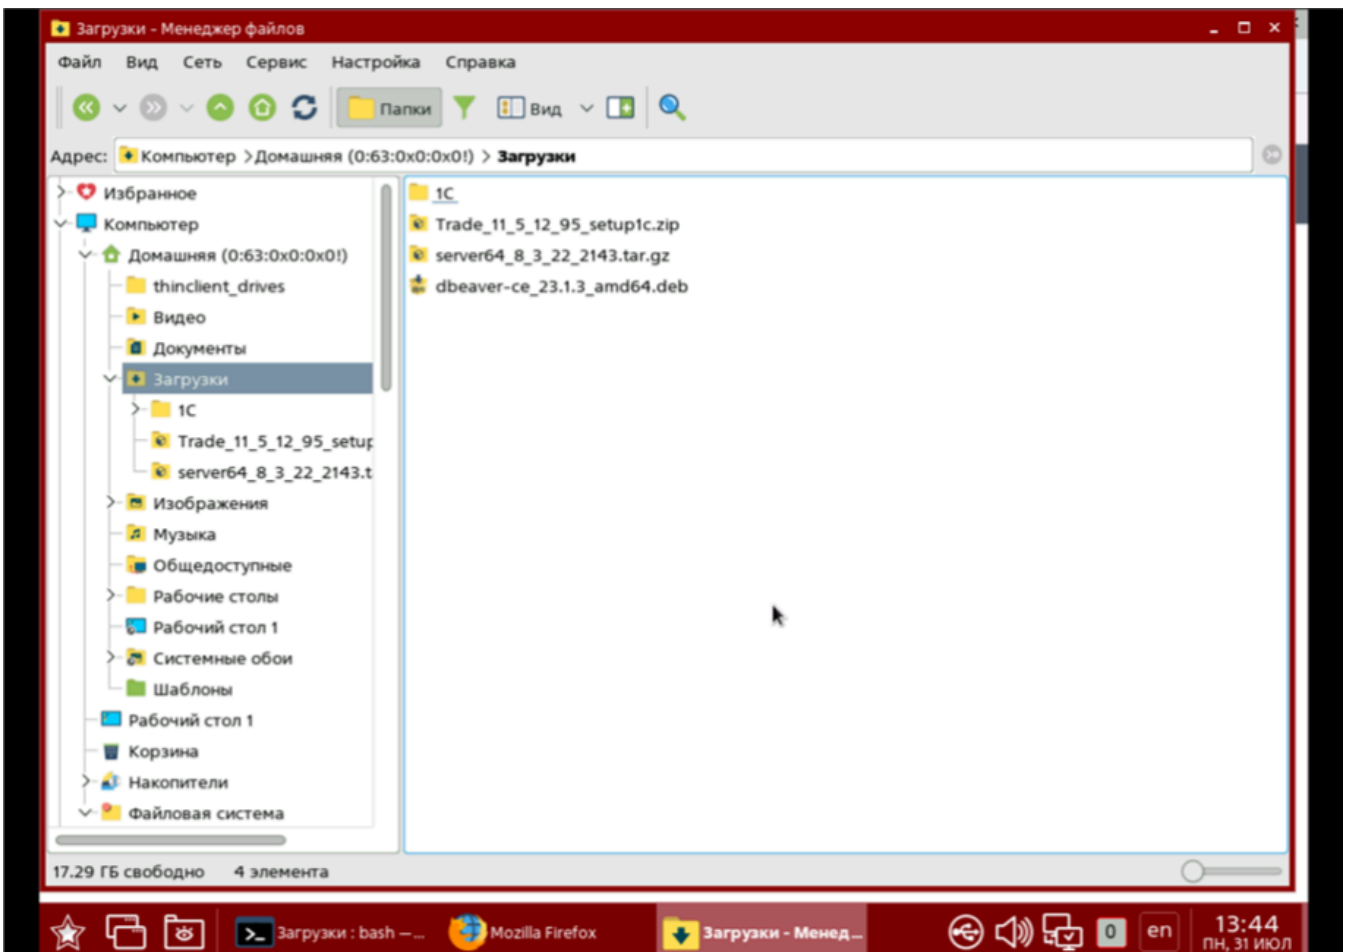 Загрузки - Менеджер файлов
Файл Вид Сеть Сервис Настройка Справка
Папки Вид
Адрес: Компьютер > Домашняя (0:63:0x0:0x0!) > Загрузки
Избранное
Компьютер
Домашняя (0:63:0x0:0x0!)
thinclient_drives
Видео
Документы
Загрузки
1C
Trade_11_5_12_95_setup
server64_8_3_22_2143.t
Изображения
Музыка
Общедоступные
Рабочие столы
Рабочий стол 1
Системные обои
Шаблоны
Рабочий стол 1
Корзина
Накопители
Файловая система
1C
Trade_11_5_12_95_setup1c.zip
server64_8_3_22_2143.tar.gz
dbeaver-ce_23.1.3_amd64.deb
17.29 ГБ свободно 4 элемента
Загрузки : bash —...
Mozilla Firefox
Загрузки - Менед...
0
en
13:44
ПН, 31 ИЮЛ